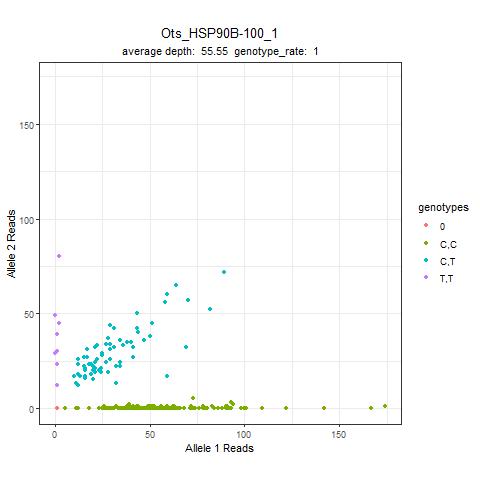 Ots_HSP90B-100_1
average depth: 55.55 genotype_rate: 1
Allele 2 Reads
150
100
50
0
0
50
100
150
Allele 1 Reads
genotypes
0
C,C
C,T
T,T